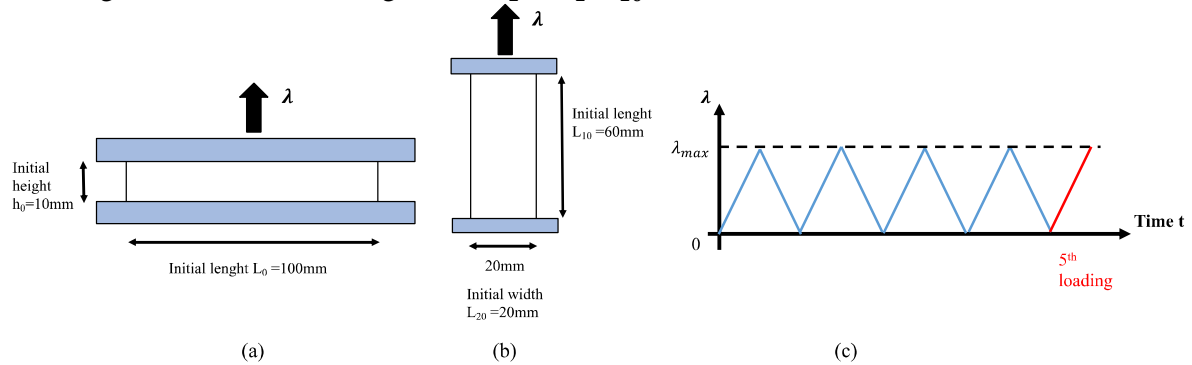 λ
Initial
height
h₀=10mm
Initial lenght L₀ =100mm
(a)
λ
Initial lenght
L₁₀ =60mm
20mm
Initial width
L₂₀ =20mm
(b)
λ
λₘₐₓ
0
Time t
5ᵗʰ
loading
(c)